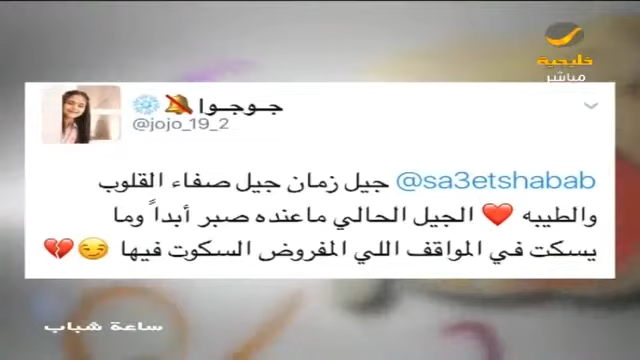 خليجية
مباشر
جـوجـوا ❄️🔕
@jojo_19_2
@sa3etshabab جيل زمان جيل صفاء القلوب
والطيبه ❤️ الجيل الحالي ماعنده صبر أبداً وما
يسكت في المواقف اللي المفروض السكوت فيها 😏💔
ساعة شباب